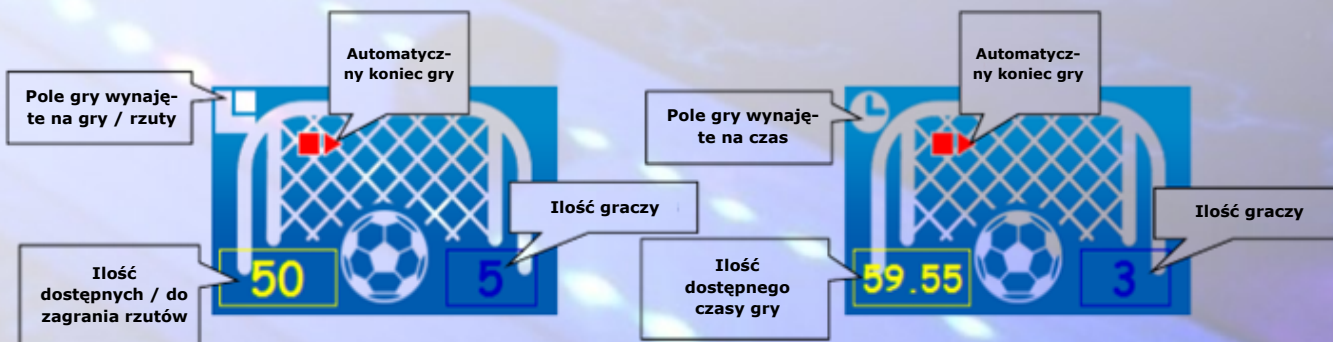 Automatycz-
ny koniec gry
Pole gry wynaję-
te na gry / rzuty
Ilość graczy
Ilość
dostępnych / do
zagrania rzutów
50
5
Automatycz-
ny koniec gry
Pole gry wynaję-
te na czas
Ilość graczy
Ilość
dostępnego
czasy gry
59.55
3